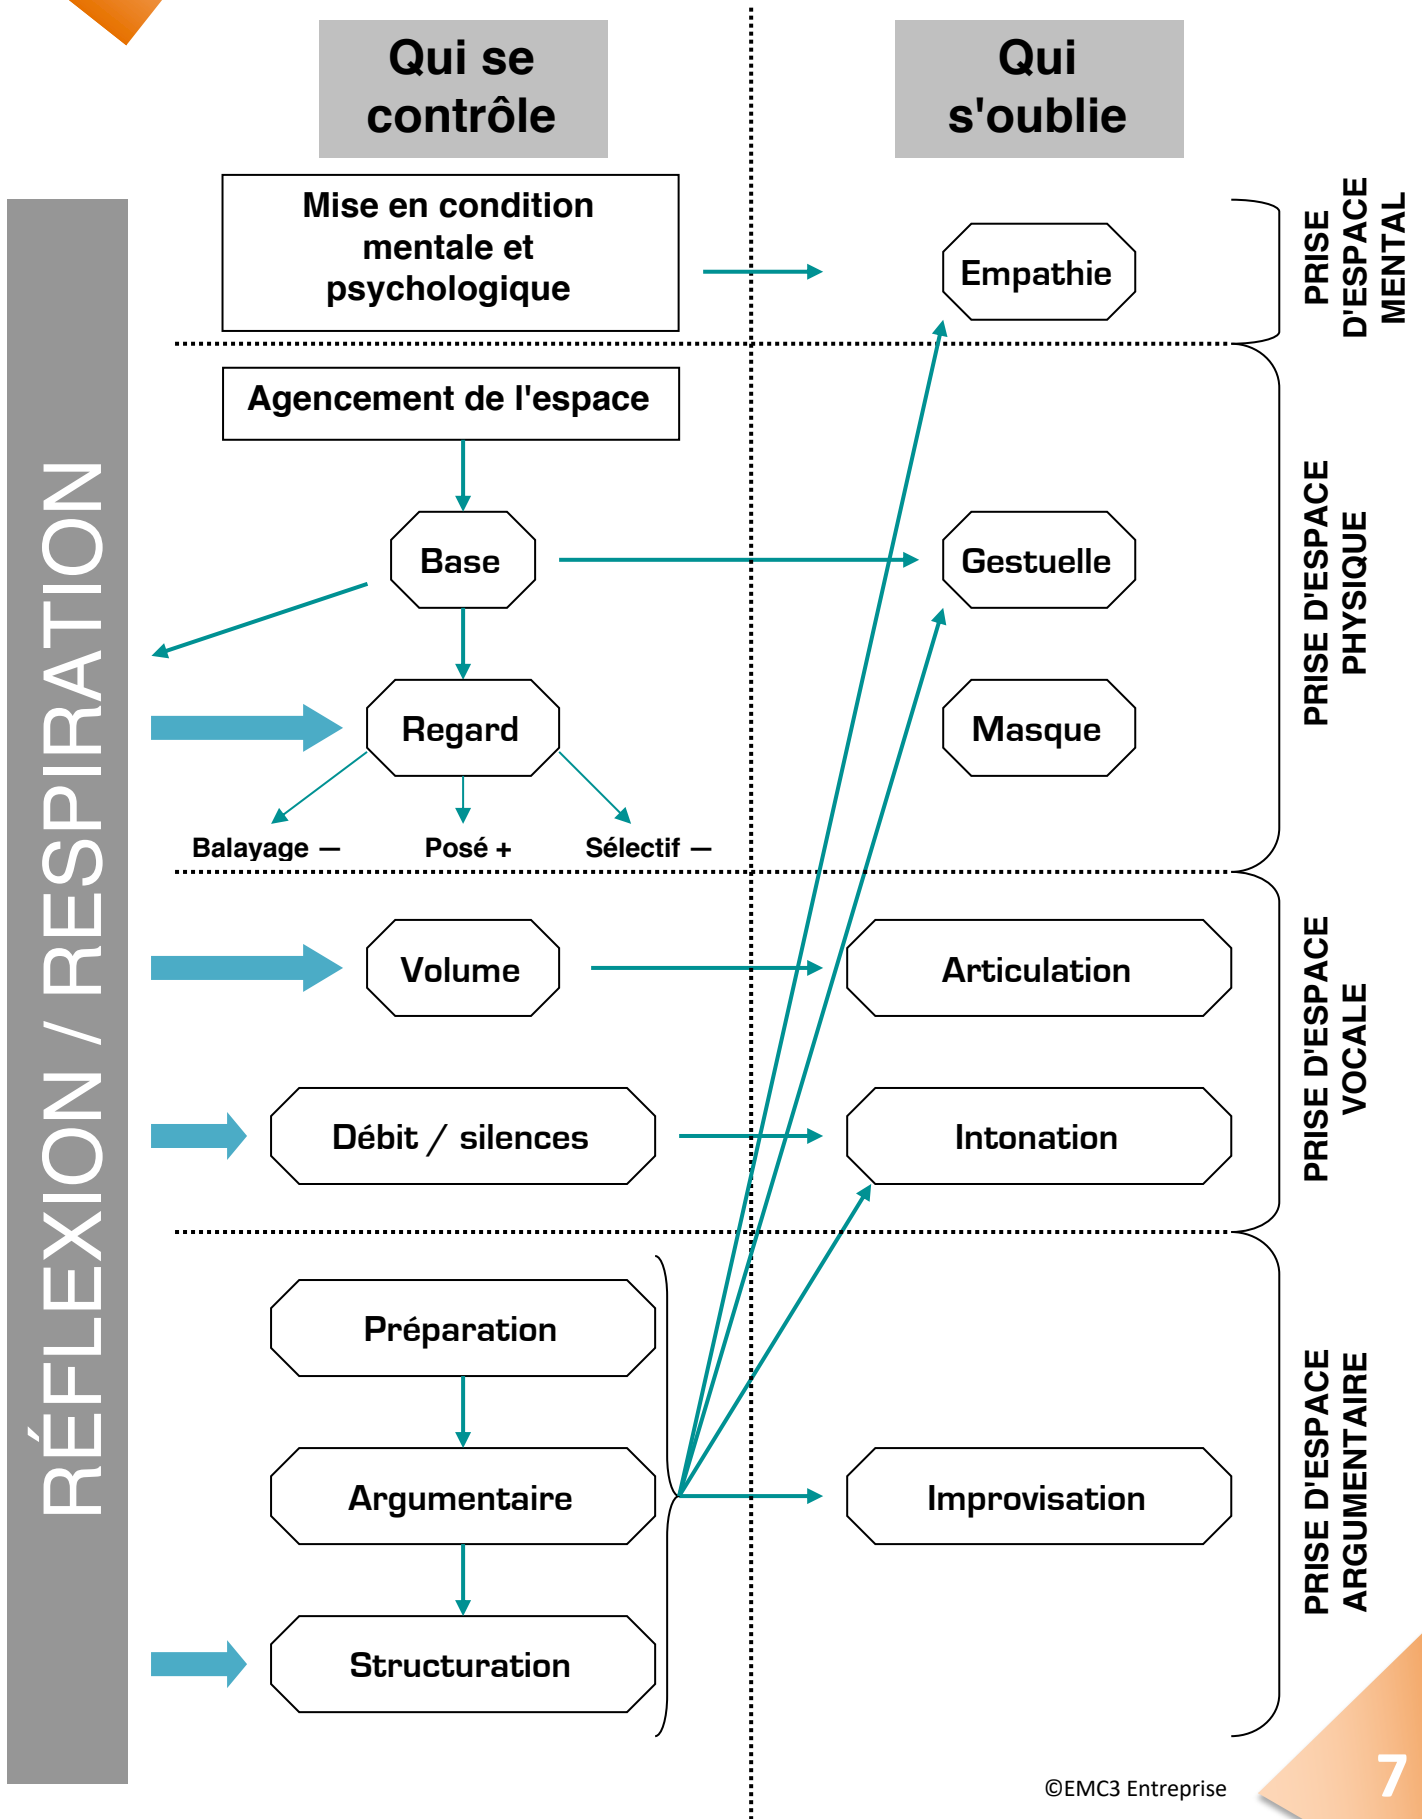 Qui se
contrôle
Qui
s'oublie
RÉFLEXION / RESPIRATION
Mise en condition
mentale et
psychologique
Empathie
PRISE
D'ESPACE
MENTAL
Agencement de l'espace
Base
Gestuelle
Regard
Masque
Balayage –
Posé +
Sélectif –
PRISE D'ESPACE
PHYSIQUE
Volume
Articulation
Débit / silences
Intonation
PRISE D'ESPACE
VOCALE
Préparation
Argumentaire
Improvisation
Structuration
PRISE D'ESPACE
ARGUMENTAIRE
©EMC3 Entreprise
7